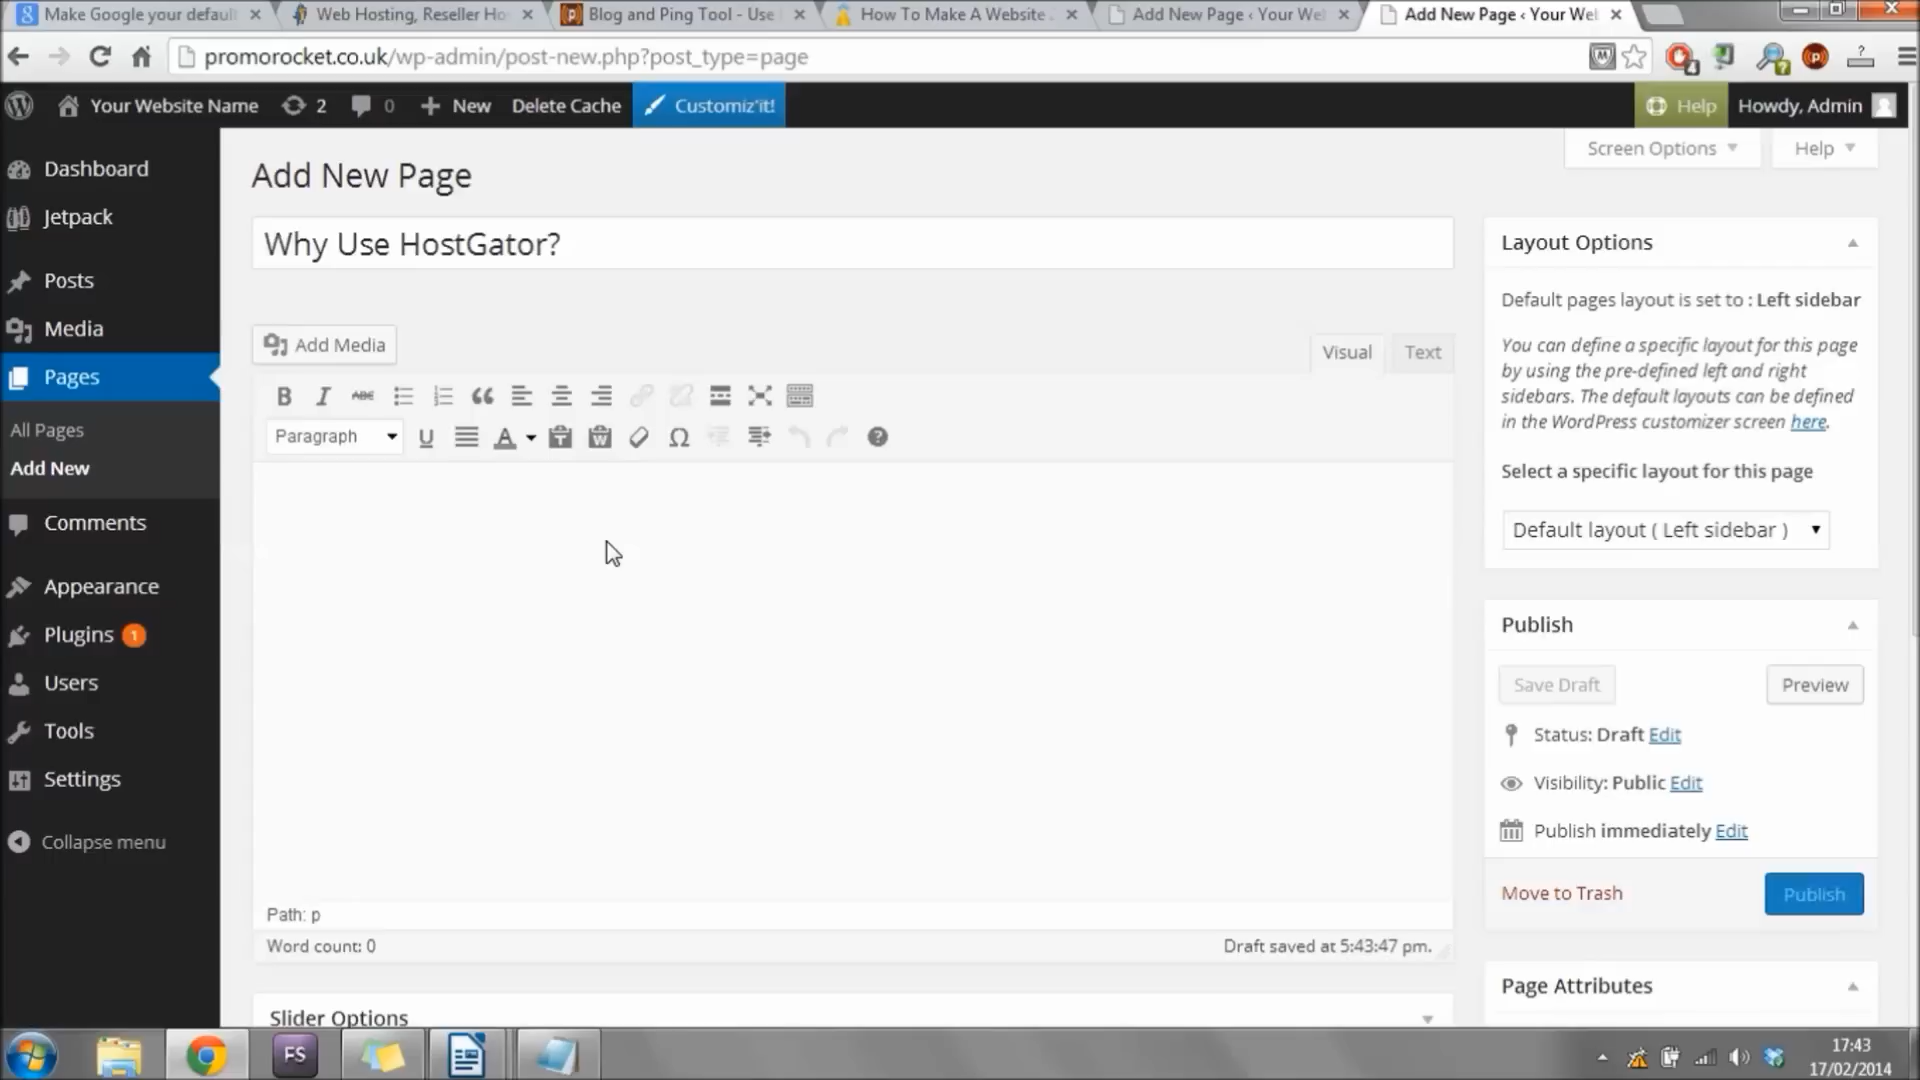 Make Google your defaul
Web Hosting, Reseller Ho
Blog and Ping Tool - Use
How To Make A Website
Add New Page ‹ Your We
Add New Page ‹ Your Wel
promorocket.co.uk/wp-admin/post-new.php?post_type=page
Your Website Name
2
0
New
Delete Cache
Customiz'it!
Help
Howdy, Admin
Dashboard
Jetpack
Posts
Media
Pages
All Pages
Add New
Comments
Appearance
Plugins 1
Users
Tools
Settings
Collapse menu
Screen Options
Help
Add New Page
Why Use HostGator?
Add Media
Visual
Text
B I ABC
Paragraph
U A T W Ω ?
Path: p
Word count: 0
Draft saved at 5:43:47 pm.
Slider Options
Layout Options
Default pages layout is set to : Left sidebar
You can define a specific layout for this page
by using the pre-defined left and right
sidebars. The default layouts can be defined
in the WordPress customizer screen here.
Select a specific layout for this page
Default layout ( Left sidebar )
Publish
Save Draft
Preview
Status: Draft Edit
Visibility: Public Edit
Publish immediately Edit
Move to Trash
Publish
Page Attributes
FS
17:43
17/02/2014